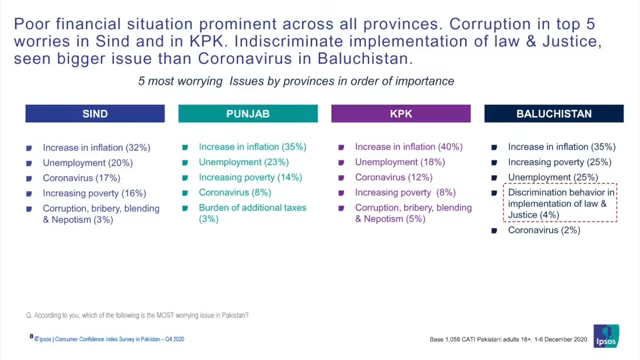 Poor financial situation prominent across all provinces. Corruption in top 5
worries in Sind and in KPK. Indiscriminate implementation of law & Justice,
seen bigger issue than Coronavirus in Baluchistan.
5 most worrying Issues by provinces in order of importance
SIND
Increase in inflation (32%)
Unemployment (20%)
Coronavirus (17%)
Increasing poverty (16%)
Corruption, bribery, blending
& Nepotism (3%)
PUNJAB
Increase in inflation (35%)
Unemployment (23%)
Increasing poverty (14%)
Coronavirus (8%)
Burden of additional taxes
(3%)
KPK
Increase in inflation (40%)
Unemployment (18%)
Coronavirus (12%)
Increasing poverty (8%)
Corruption, bribery, blending
& Nepotism (5%)
BALUCHISTAN
Increase in inflation (35%)
Increasing poverty (25%)
Unemployment (25%)
Discrimination behavior in
implementation of law &
Justice (4%)
Coronavirus (2%)
Q. According to you, which of the following is the MOST worrying issue in Pakistan?
8 ©Ipsos | Consumer Confidence Index Survey in Pakistan – Q4 2020
Base 1,056 CATI Pakistani adults 18+, 1-6 December 2020
Ipsos